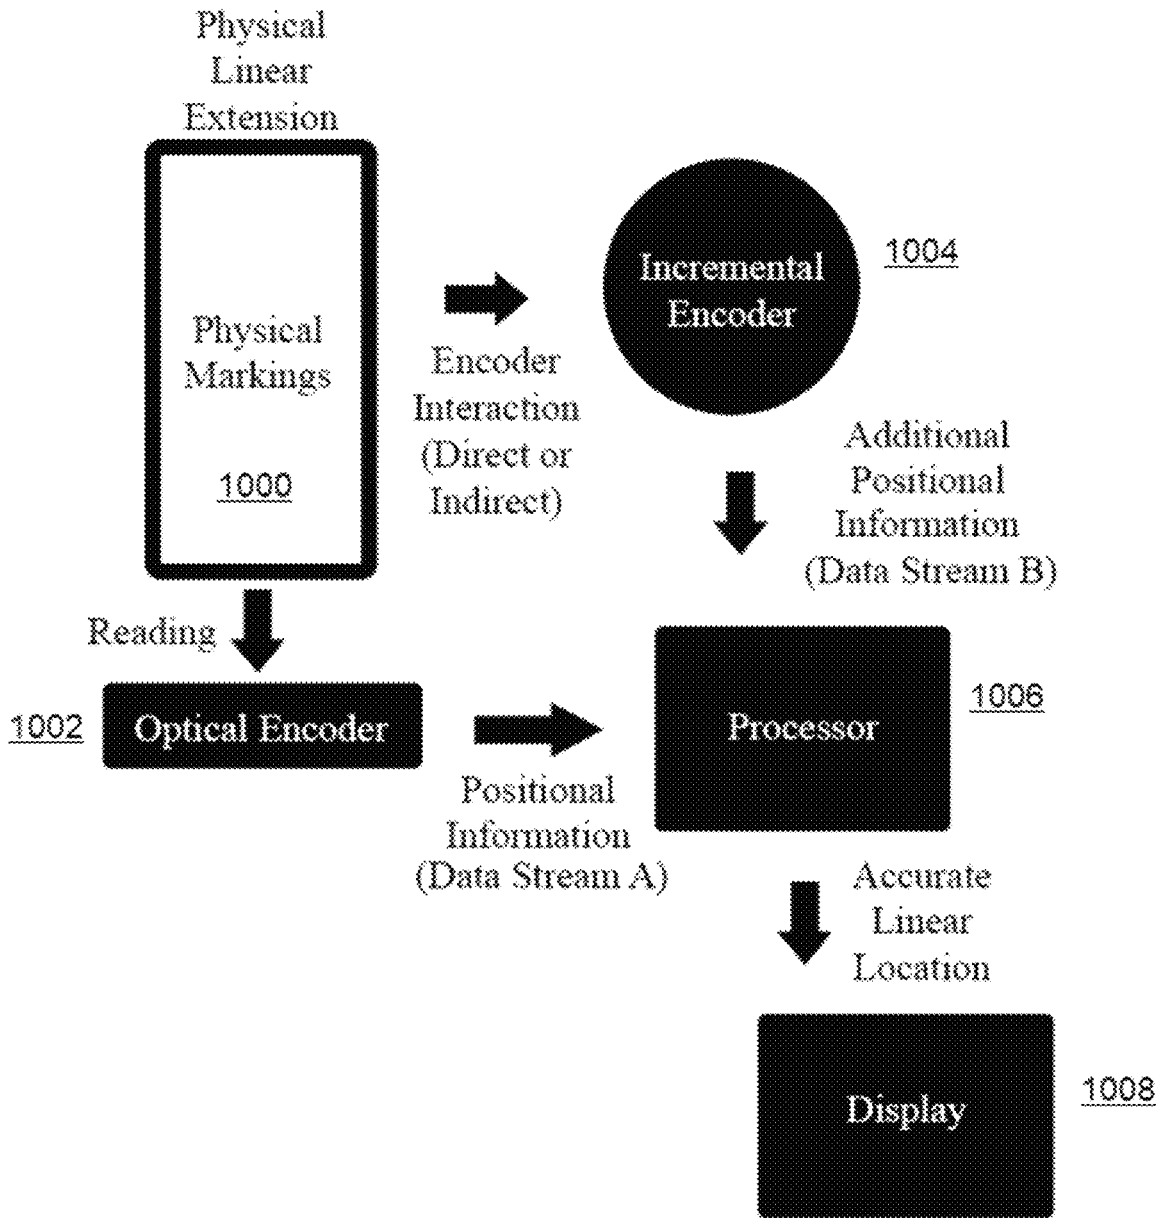 Physical
Linear
Extension
Physical
Markings
1000
Encoder
Interaction
(Direct or
Indirect)
Incremental
Encoder
1004
Additional
Positional
Information
(Data Stream B)
Reading
1002
Optical Encoder
Positional
Information
(Data Stream A)
Processor
1006
Accurate
Linear
Location
Display
1008